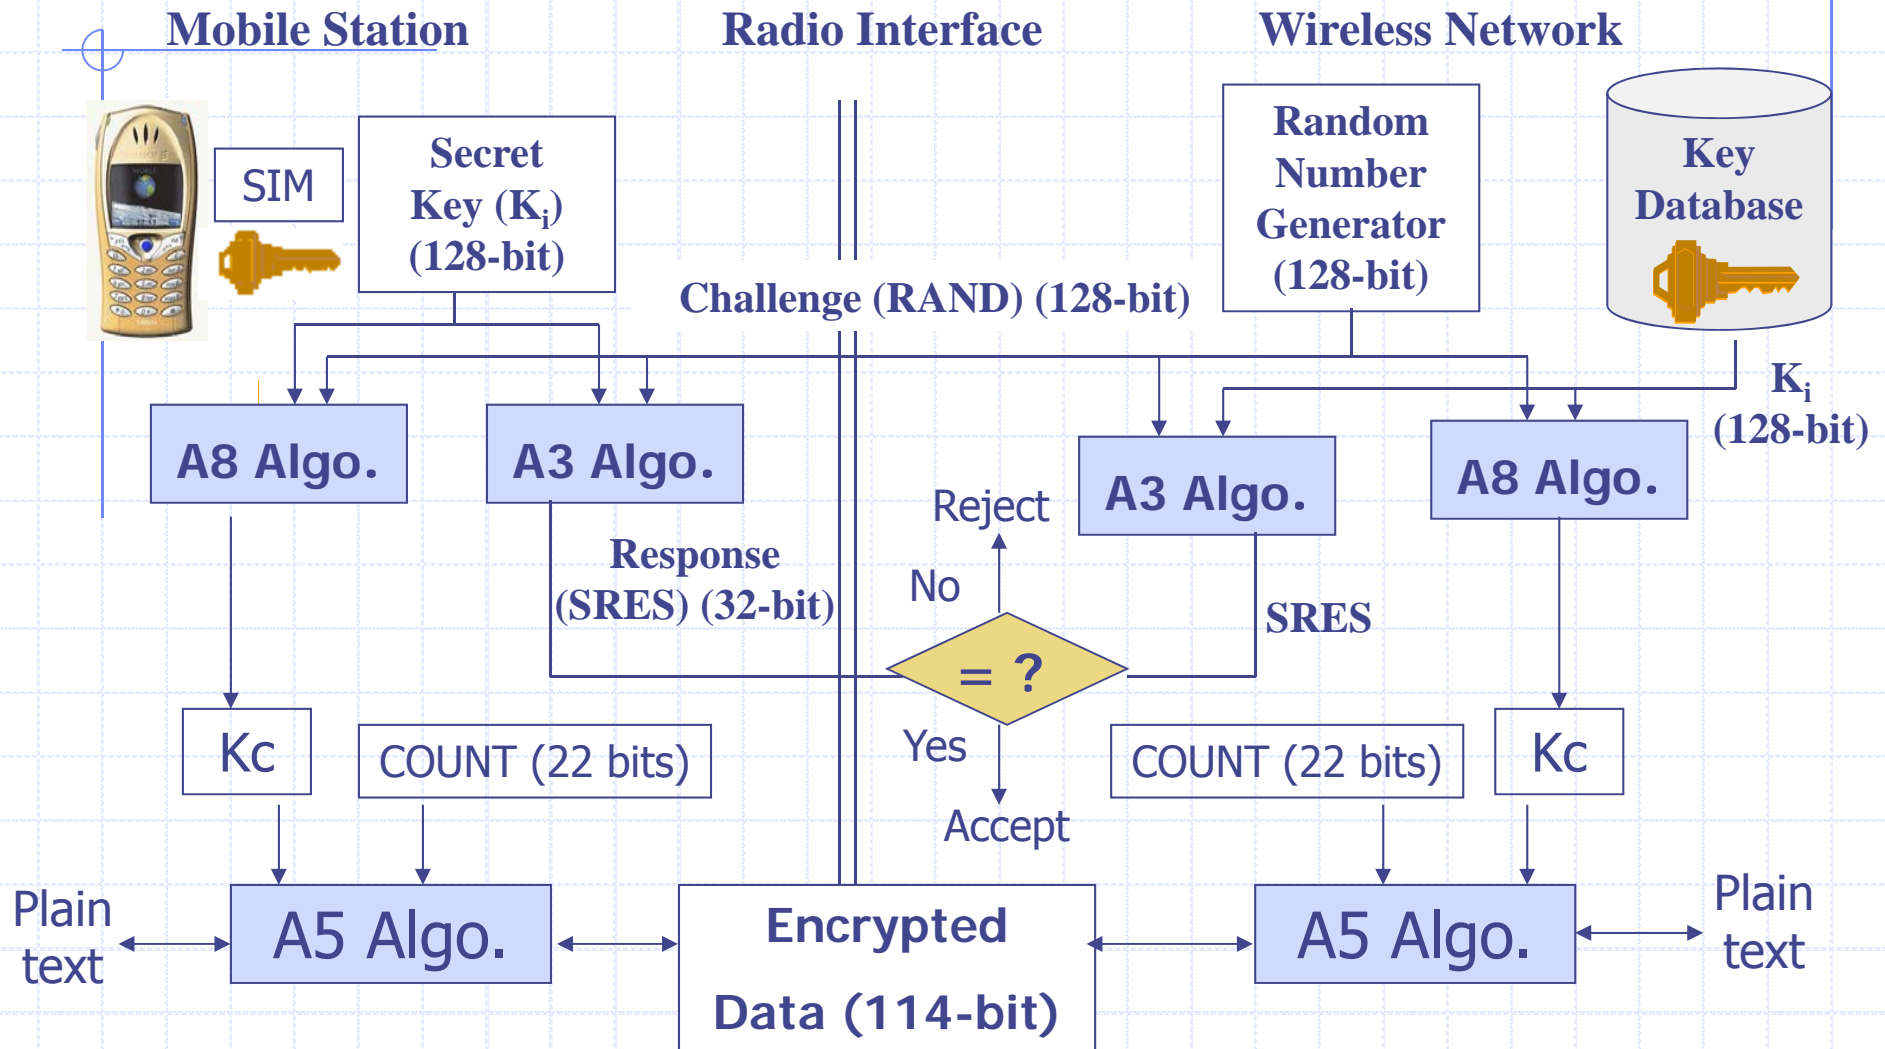 Mobile Station
Radio Interface
Wireless Network
SIM
Secret
Key (Ki)
(128-bit)
Random
Number
Generator
(128-bit)
Key
Database
Challenge (RAND) (128-bit)
Ki
(128-bit)
A8 Algo.
A3 Algo.
A3 Algo.
A8 Algo.
Reject
Response
(SRES) (32-bit)
No
SRES
= ?
Kc
COUNT (22 bits)
Yes
COUNT (22 bits)
Kc
Accept
Plain
text
A5 Algo.
Encrypted
Data (114-bit)
A5 Algo.
Plain
text